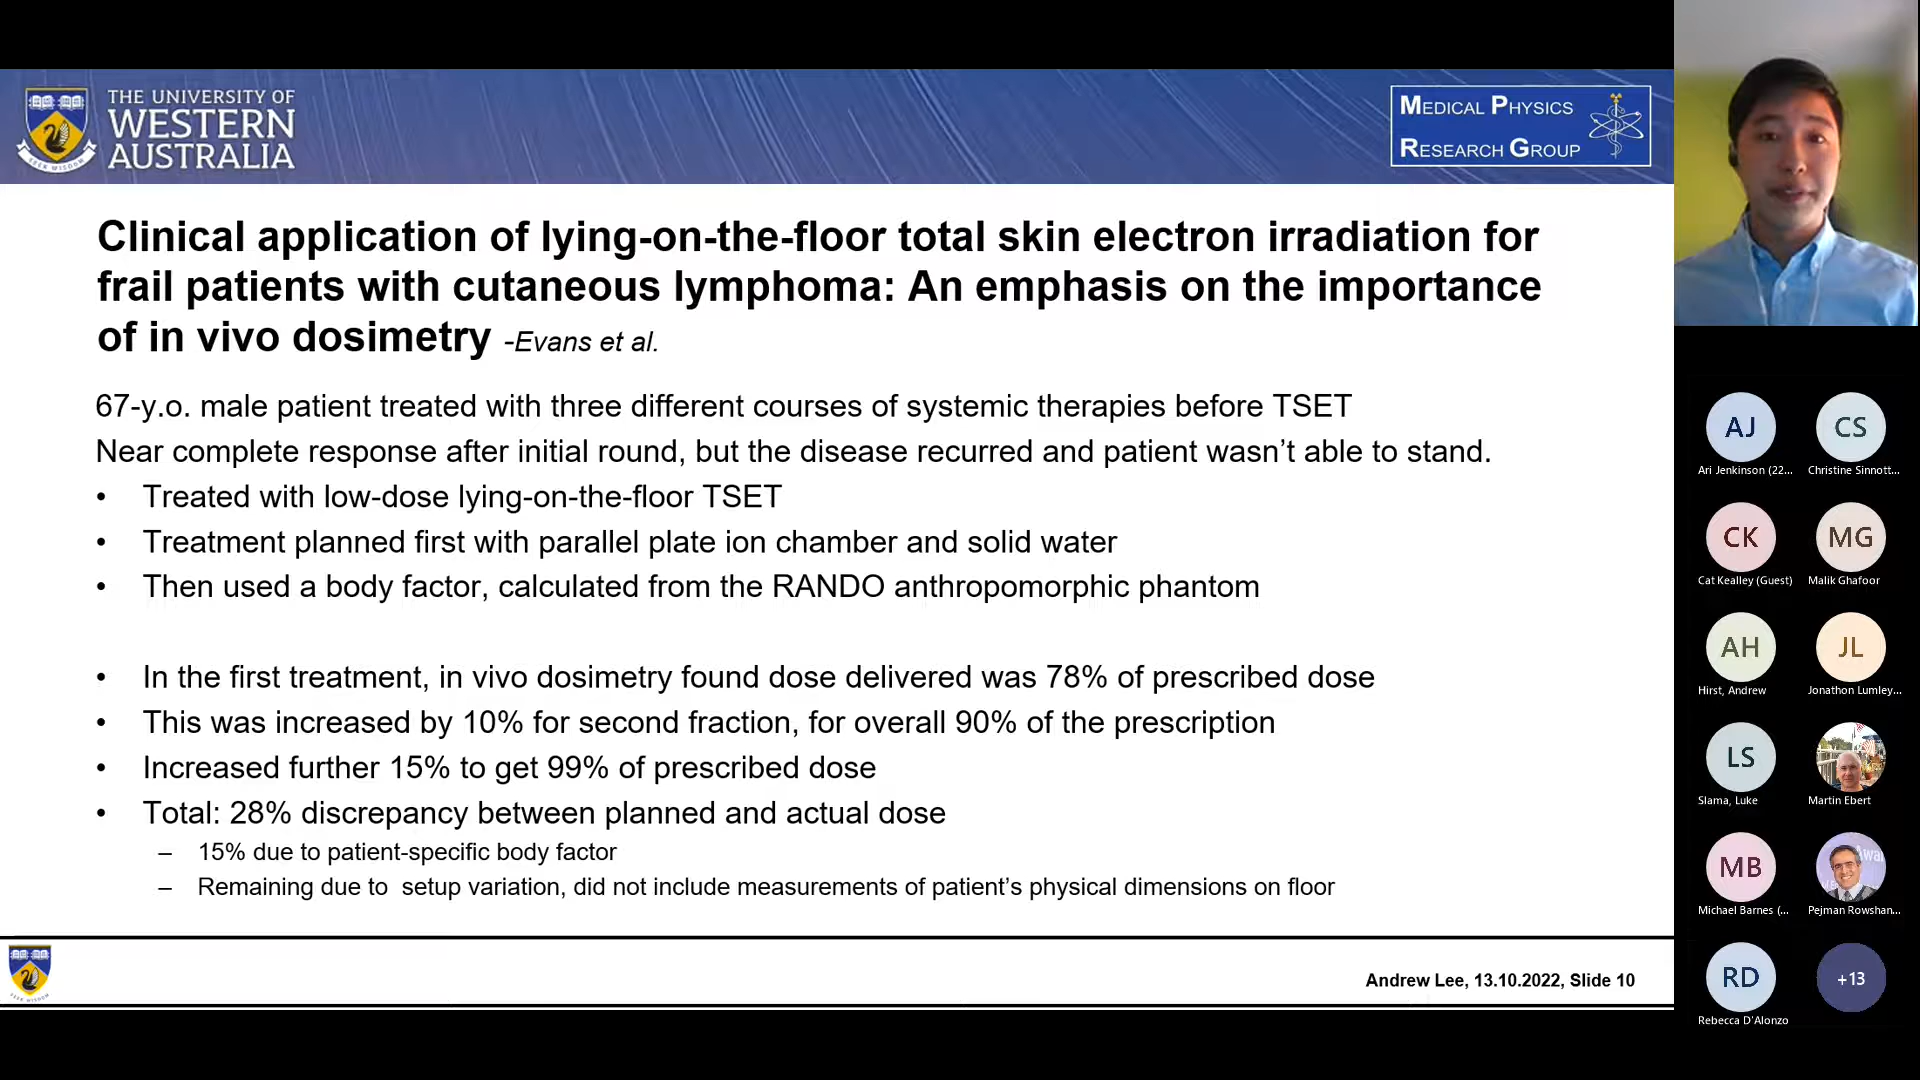 THE UNIVERSITY OF
WESTERN
AUSTRALIA
SEEK WISDOM
MEDICAL PHYSICS
RESEARCH GROUP
Clinical application of lying-on-the-floor total skin electron irradiation for
frail patients with cutaneous lymphoma: An emphasis on the importance
of in vivo dosimetry -Evans et al.
67-y.o. male patient treated with three different courses of systemic therapies before TSET
Near complete response after initial round, but the disease recurred and patient wasn’t able to stand.
• Treated with low-dose lying-on-the-floor TSET
• Treatment planned first with parallel plate ion chamber and solid water
• Then used a body factor, calculated from the RANDO anthropomorphic phantom
• In the first treatment, in vivo dosimetry found dose delivered was 78% of prescribed dose
• This was increased by 10% for second fraction, for overall 90% of the prescription
• Increased further 15% to get 99% of prescribed dose
• Total: 28% discrepancy between planned and actual dose
– 15% due to patient-specific body factor
– Remaining due to  setup variation, did not include measurements of patient’s physical dimensions on floor
Andrew Lee, 13.10.2022, Slide 10
AJ
Ari Jenkinson (22...
CS
Christine Sinnott...
CK
Cat Kealley (Guest)
MG
Malik Ghafoor
AH
Hirst, Andrew
JL
Jonathon Lumley...
LS
Slama, Luke
Martin Ebert
MB
Michael Barnes (...
Pejman Rowshan...
RD
Rebecca D'Alonzo
+13